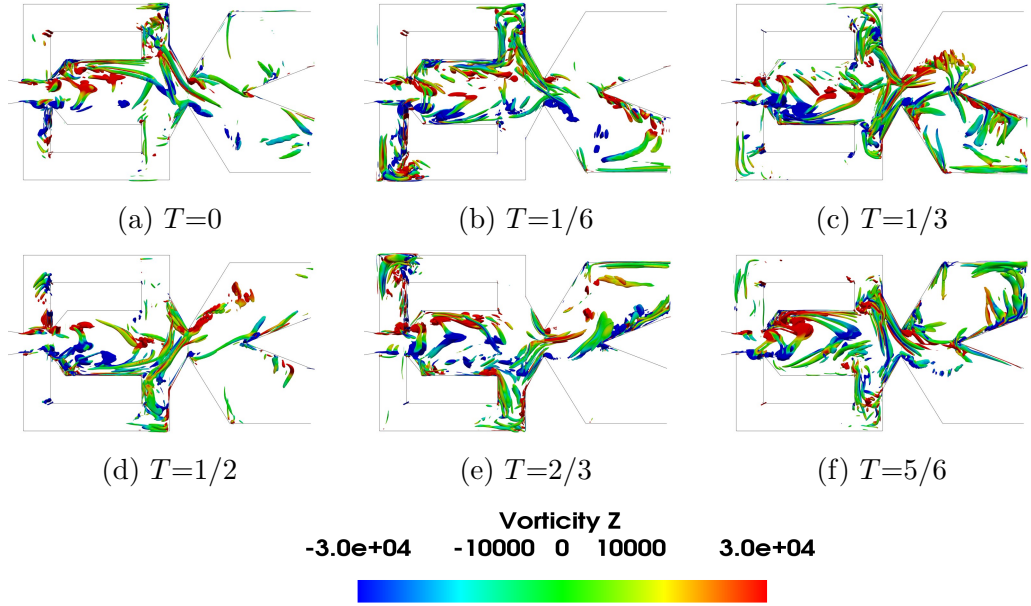 (a) T=0
(b) T=1/6
(c) T=1/3
(d) T=1/2
(e) T=2/3
(f) T=5/6
Vorticity Z
-3.0e+04 -10000 0 10000 3.0e+04